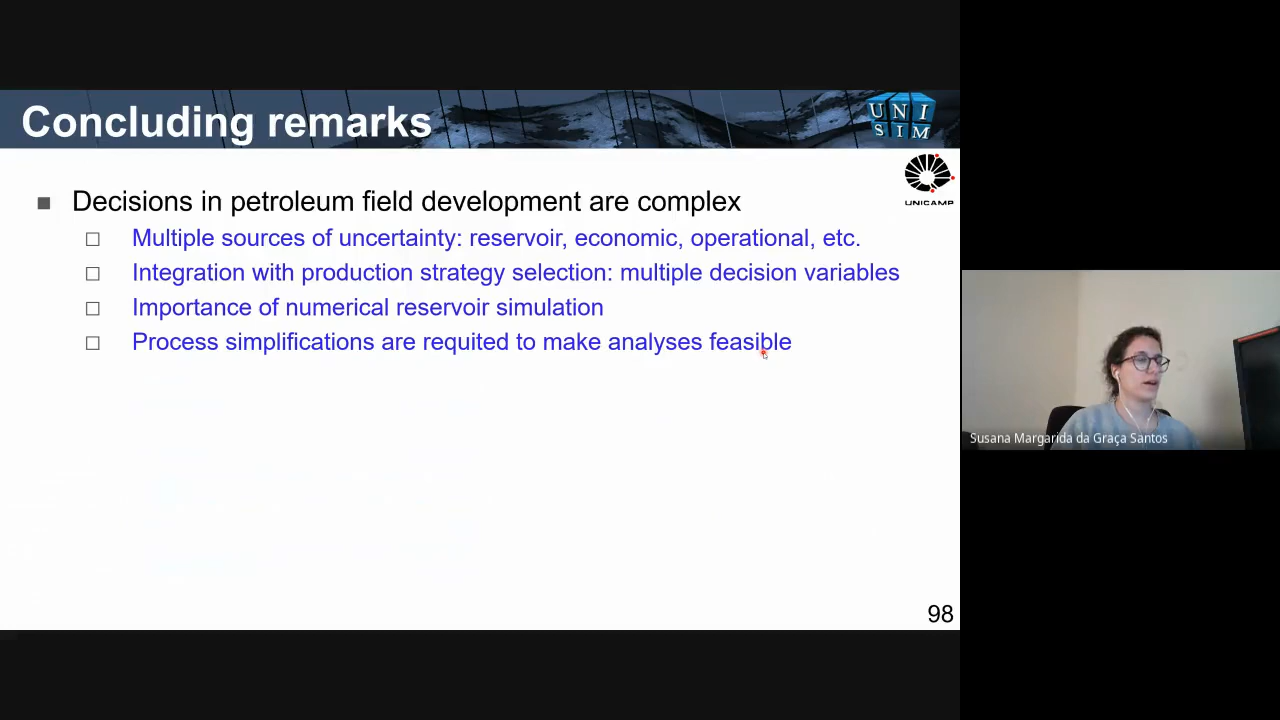 Concluding remarks
UNI
SIM
UNICAMP
Decisions in petroleum field development are complex
Multiple sources of uncertainty: reservoir, economic, operational, etc.
Integration with production strategy selection: multiple decision variables
Importance of numerical reservoir simulation
Process simplifications are requited to make analyses feasible
Susana Margarida da Graça Santos
98